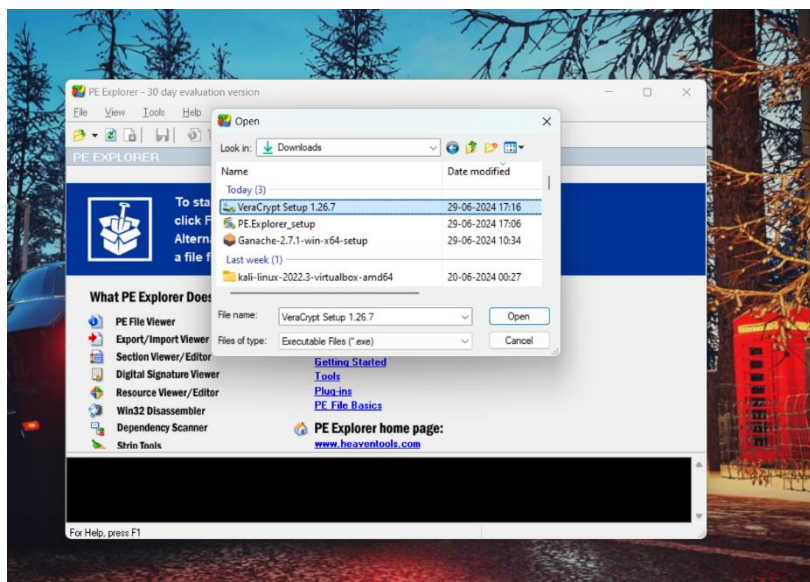 PE Explorer - 30 day evaluation version
File View Tools Help
PE EXPLORER
Open
Look in: Downloads
Name Date modified
Today (3)
VeraCrypt Setup 1.26.7 29-06-2024 17:16
PE.Explorer_setup 29-06-2024 17:06
Ganache-2.7.1-win-x64-setup 29-06-2024 10:34
Last week (1)
kali-linux-2022.3-virtualbox-amd64 20-06-2024 00:27
File name: VeraCrypt Setup 1.26.7 Open
Files of type: Executable Files (*.exe) Cancel
To sta
click F
Altern
a file f
What PE Explorer Does
PE File Viewer
Export/Import Viewer
Section Viewer/Editor
Digital Signature Viewer
Resource Viewer/Editor
Win32 Disassembler
Dependency Scanner
Strip Tools
Getting Started
Tools
Plug-ins
PE File Basics
PE Explorer home page:
www.heaventools.com
For Help, press F1